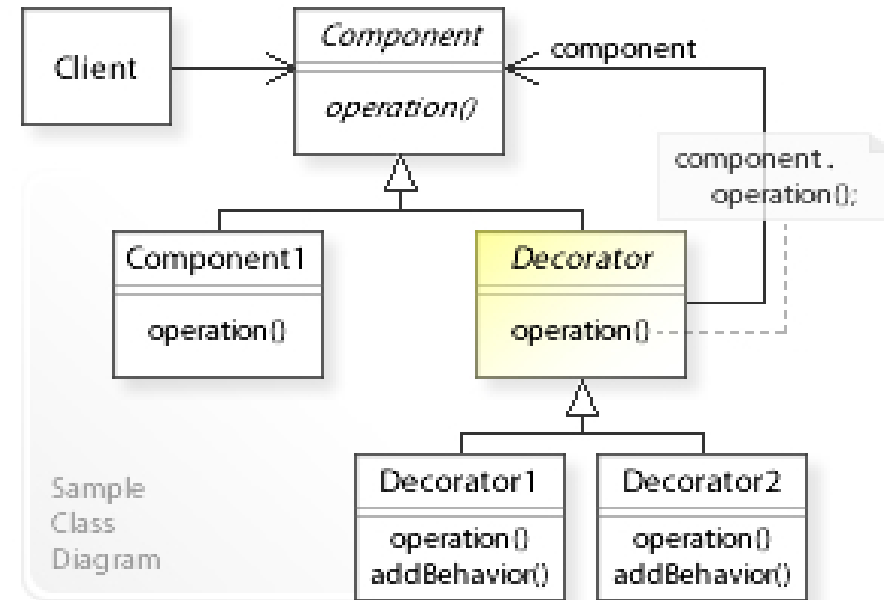 Client
Component
operation()
component
component.
operation();
Component1
operation()
Decorator
operation()
Decorator1
operation()
addBehavior()
Decorator2
operation()
addBehavior()
Sample
Class
Diagram